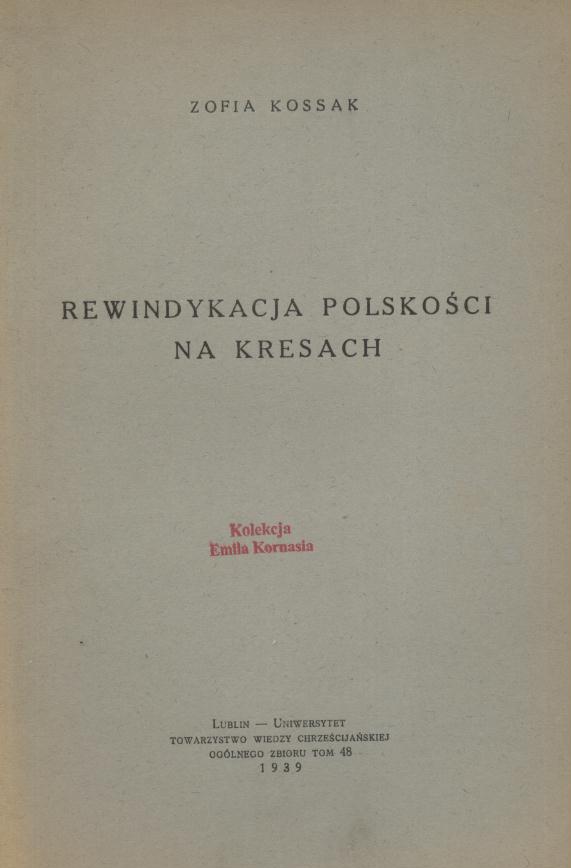 ZOFIA KOSSAK
REWINDYKACJA POLSKOŚCI
NA KRESACH
Kolekcja
Emila Kornasia
LUBLIN — UNIWERSYTET
TOWARZYSTWO WIEDZY CHRZEŚCIJAŃSKIEJ
OGÓLNEGO ZBIORU TOM 48
1939